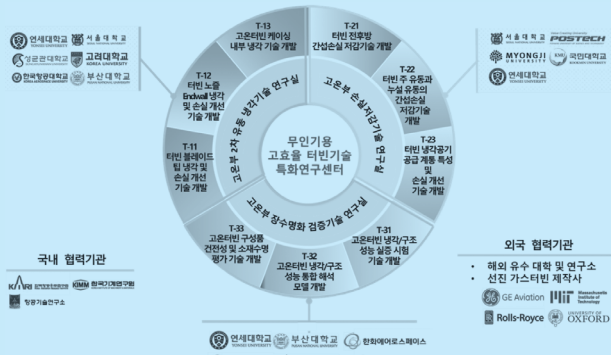 T-13
고온터빈 케이싱
내부 냉각 기술 개발
T-21
터빈 전후방
간섭손실 저감기술 개발
T-12
터빈 노즐
Endwall 냉각
및 손실 개선
기술 개발
T-22
터빈 주 유동과
누설 유동의
간섭손실
저감기술
개발
T-11
터빈 블레이드
팁 냉각 및
손실 개선
기술 개발
T-23
터빈 냉각공기
공급 계통 특성
및
손실 개선
기술 개발
T-33
고온터빈 구성품
건전성 및 소재수명
평가 기술 개발
T-32
고온터빈 냉각/구조
성능 통합 해석
모델 개발
T-31
고온터빈 냉각/구조
성능 실증 시험
기술 개발
고온부 2차 유동 냉각기술 연구실
고온부 손실저감기술 연구실
고온부 장수명화 검증기술 연구실
무인기용
고효율 터빈기술
특화연구센터
연세대학교
YONSEI UNIVERSITY
서울대학교
성균관대학교
고려대학교
KOREA UNIVERSITY
한국항공대학교
부산대학교
서울대학교
POSTECH
MYONGJI
UNIVERSITY
국민대학교
연세대학교
YONSEI UNIVERSITY
국내 협력기관
KARI
KIMM 한국기계연구원
항공기술연구소
외국 협력기관
• 해외 유수 대학 및 연구소
• 선진 가스터빈 제작사
GE Aviation
MIT
Massachusetts
Institute of
Technology
Rolls-Royce
UNIVERSITY OF
OXFORD
연세대학교
YONSEI UNIVERSITY
부산대학교
한화에어로스페이스